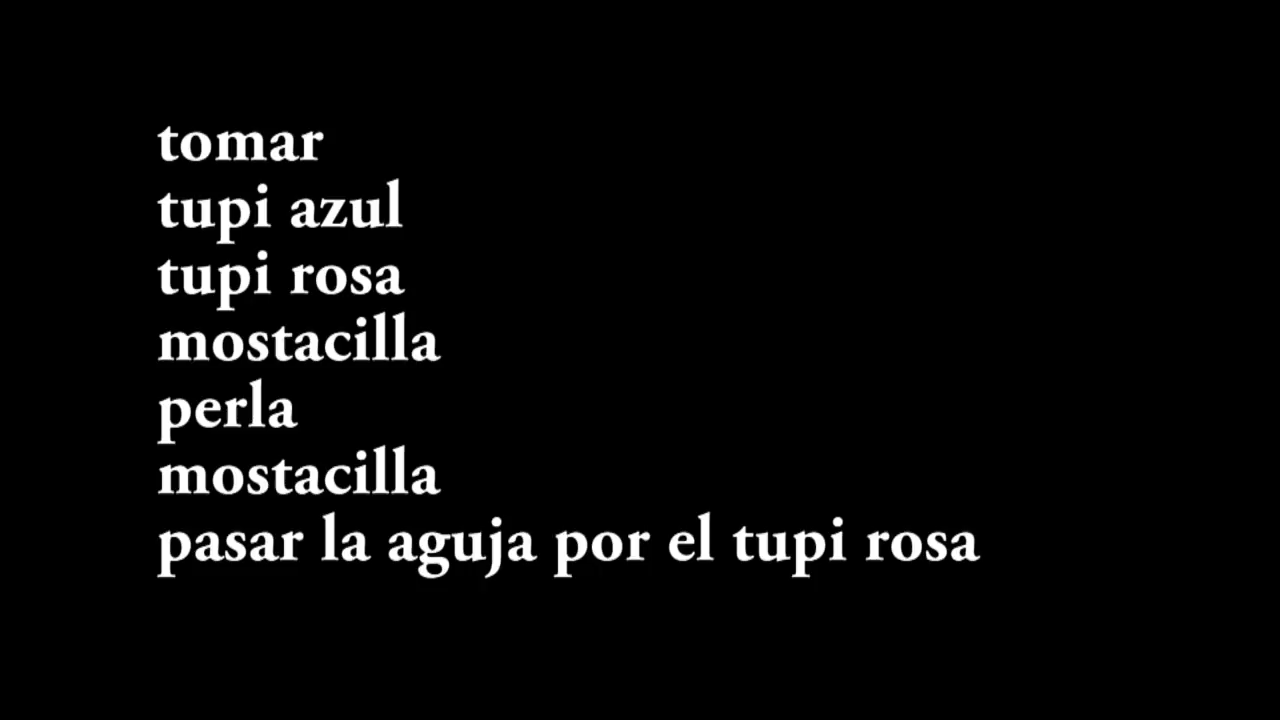 tomar
tupi azul
tupi rosa
mostacilla
perla
mostacilla
pasar la aguja por el tupi rosa